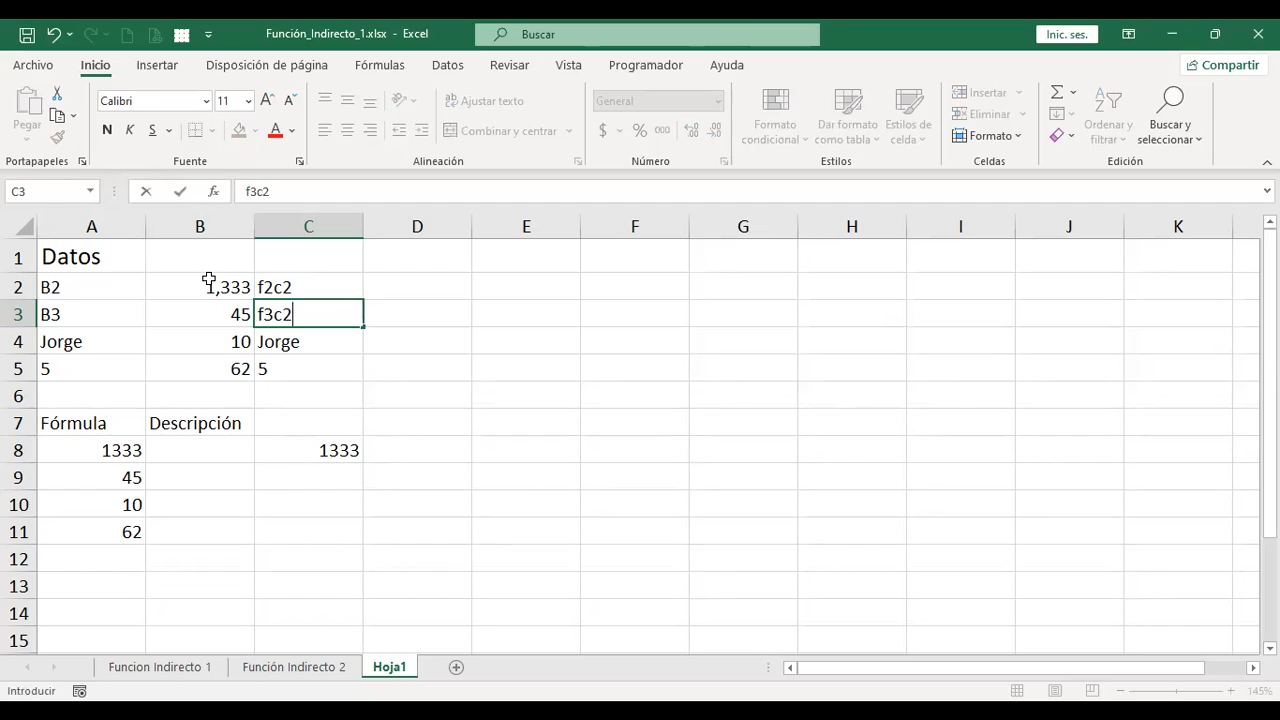 Función_Indirecto_1.xlsx - Excel
Buscar
Inic. ses.
Archivo Inicio Insertar Disposición de página Fórmulas Datos Revisar Vista Programador Ayuda
Compartir
Pegar
Calibri 11
N K S
Ajustar texto
Combinar y centrar
General
$ % 000
Formato condicional
Dar formato como tabla
Estilos de celda
Insertar
Eliminar
Formato
Ordenar y filtrar
Buscar y seleccionar
Portapapeles Fuente Alineación Número Estilos Celdas Edición
C3 fx f3c2
A B C D E F G H I J K
1 Datos
2 B2 1,333 f2c2
3 B3 45 f3c2
4 Jorge 10 Jorge
5 5 62 5
6
7 Fórmula Descripción
8 1333 1333
9 45
10 10
11 62
12
13
14
15
Funcion Indirecto 1 Función Indirecto 2 Hoja1
Introducir
145%